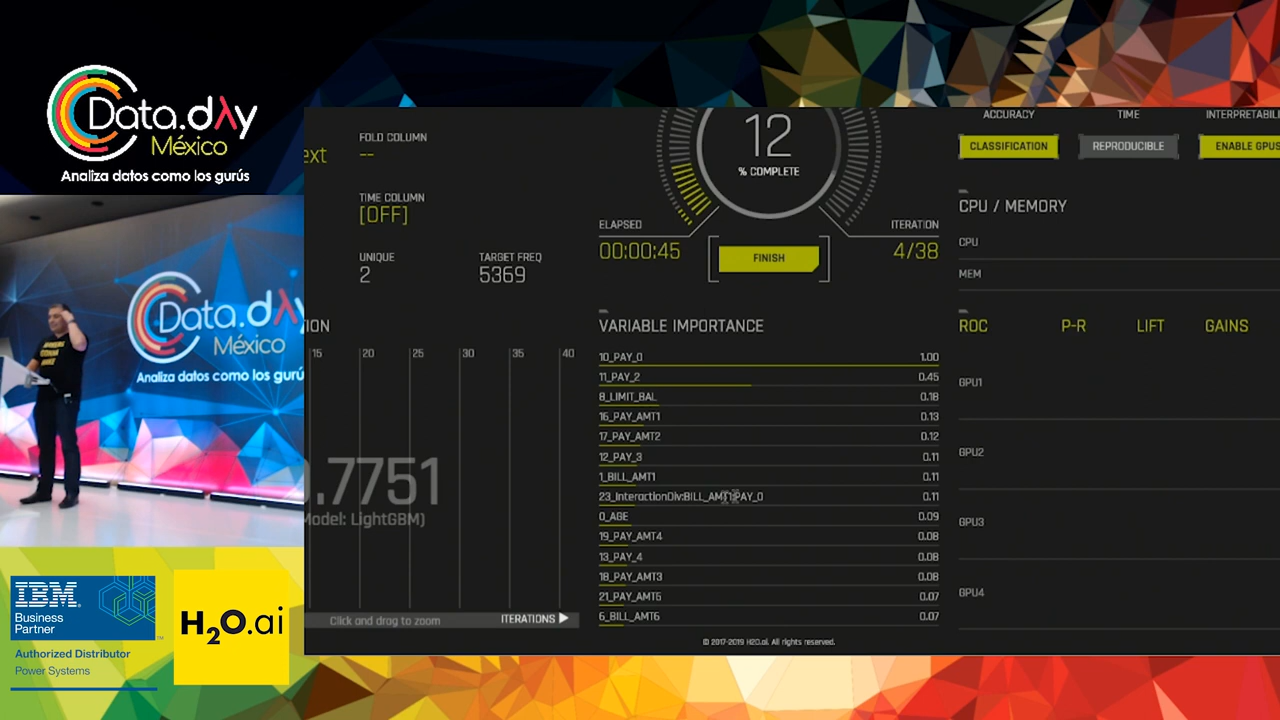 Data.dAy
México
Analiza datos como los gurús
Data.dAy
México
Analiza datos como los gurú
IBM
Business
Partner
Authorized Distributor
Power Systems
H2O.ai
ext
FOLD COLUMN
--
TIME COLUMN
[OFF]
UNIQUE
2
TARGET FREQ
5369
12
% COMPLETE
ELAPSED
00:00:45
FINISH
ITERATION
4/38
ACCURACY
TIME
INTERPRETABILI
CLASSIFICATION
REPRODUCIBLE
ENABLE GPUS
CPU / MEMORY
CPU
MEM
ION
15 20 25 30 35 40
.7751
Model: LightGBM)
Click and drag to zoom
ITERATIONS ▶
VARIABLE IMPORTANCE
10_PAY_0 1.00
11_PAY_2 0.45
8_LIMIT_BAL 0.18
16_PAY_AMT1 0.13
17_PAY_AMT2 0.12
12_PAY_3 0.11
1_BILL_AMT1 0.11
23_InteractionDiv:BILL_AMT1:PAY_0 0.11
0_AGE 0.09
19_PAY_AMT4 0.08
13_PAY_4 0.08
18_PAY_AMT3 0.08
21_PAY_AMT5 0.07
6_BILL_AMT6 0.07
ROC P-R LIFT GAINS
GPU1
GPU2
GPU3
GPU4
© 2017-2019 H2O.ai. All rights reserved.